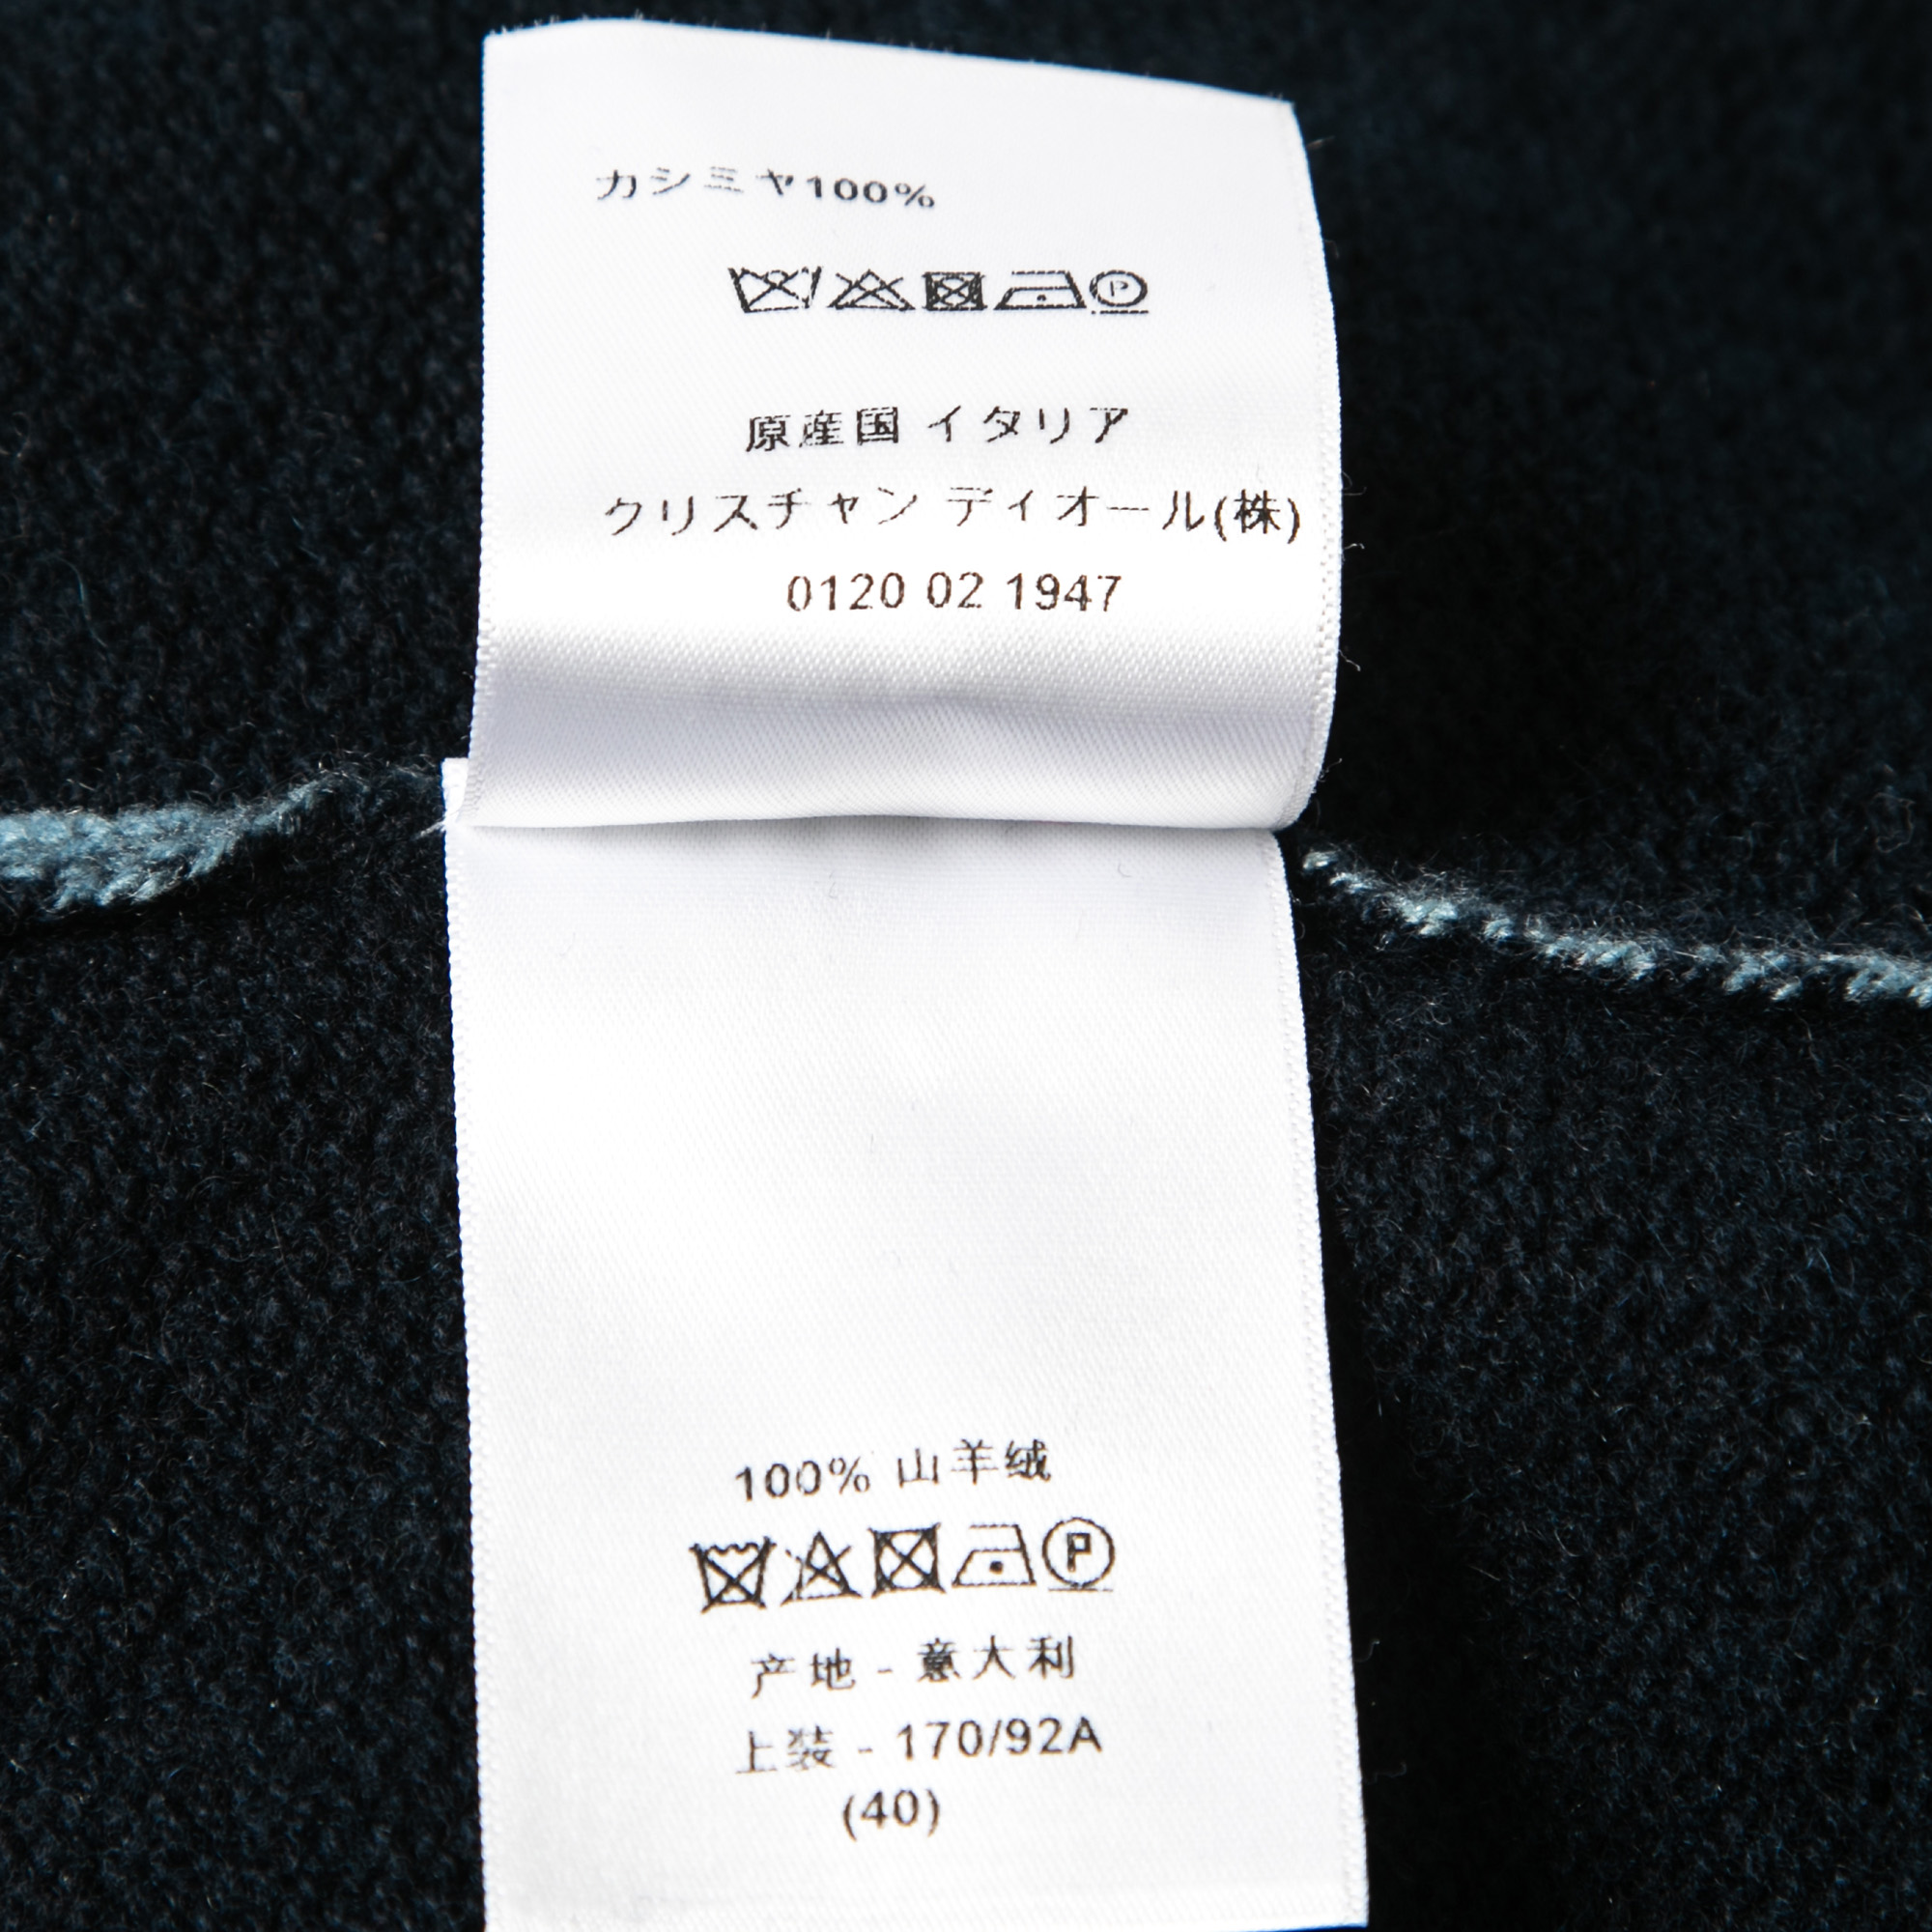 カシミヤ100%
P
原産国 イタリア
クリスチャン ディオール(株)
0120 02 1947
100% 山羊绒
P
产地 - 意大利
上装 - 170/92A
(40)